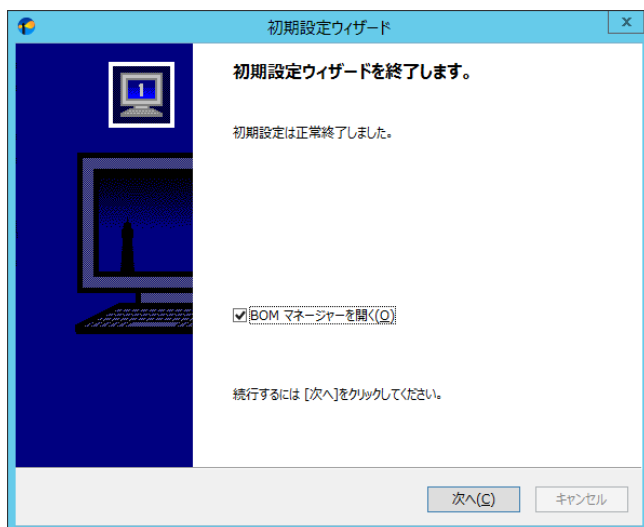 初期設定ウィザード
x
1
初期設定ウィザードを終了します。
初期設定は正常終了しました。
BOM マネージャーを開く(O)
続行するには [次へ]をクリックしてください。
次へ(C)
キャンセル